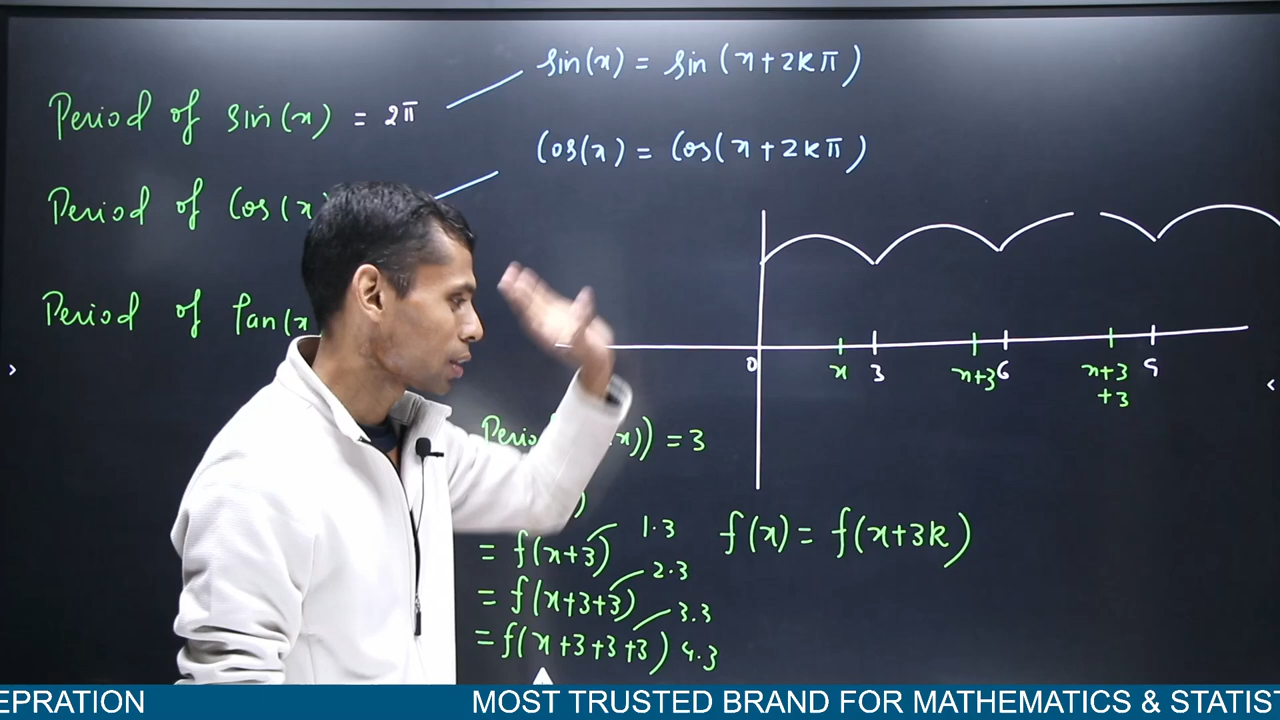 Period of sin(x) = 2π
sin(x) = sin(x+2kπ)
Cos(x) = Cos(x+2kπ)
Period of Cos(x)
Period of tan(x
0 x 3 x+3 6 x+3+3 9
x)) = 3
= f(x+3) 1·3
= f(x+3+3) 2·3
= f(x+3+3+3) 3·3
4·3
f(x) = f(x+3k)
EPRATION MOST TRUSTED BRAND FOR MATHEMATICS & STATIS